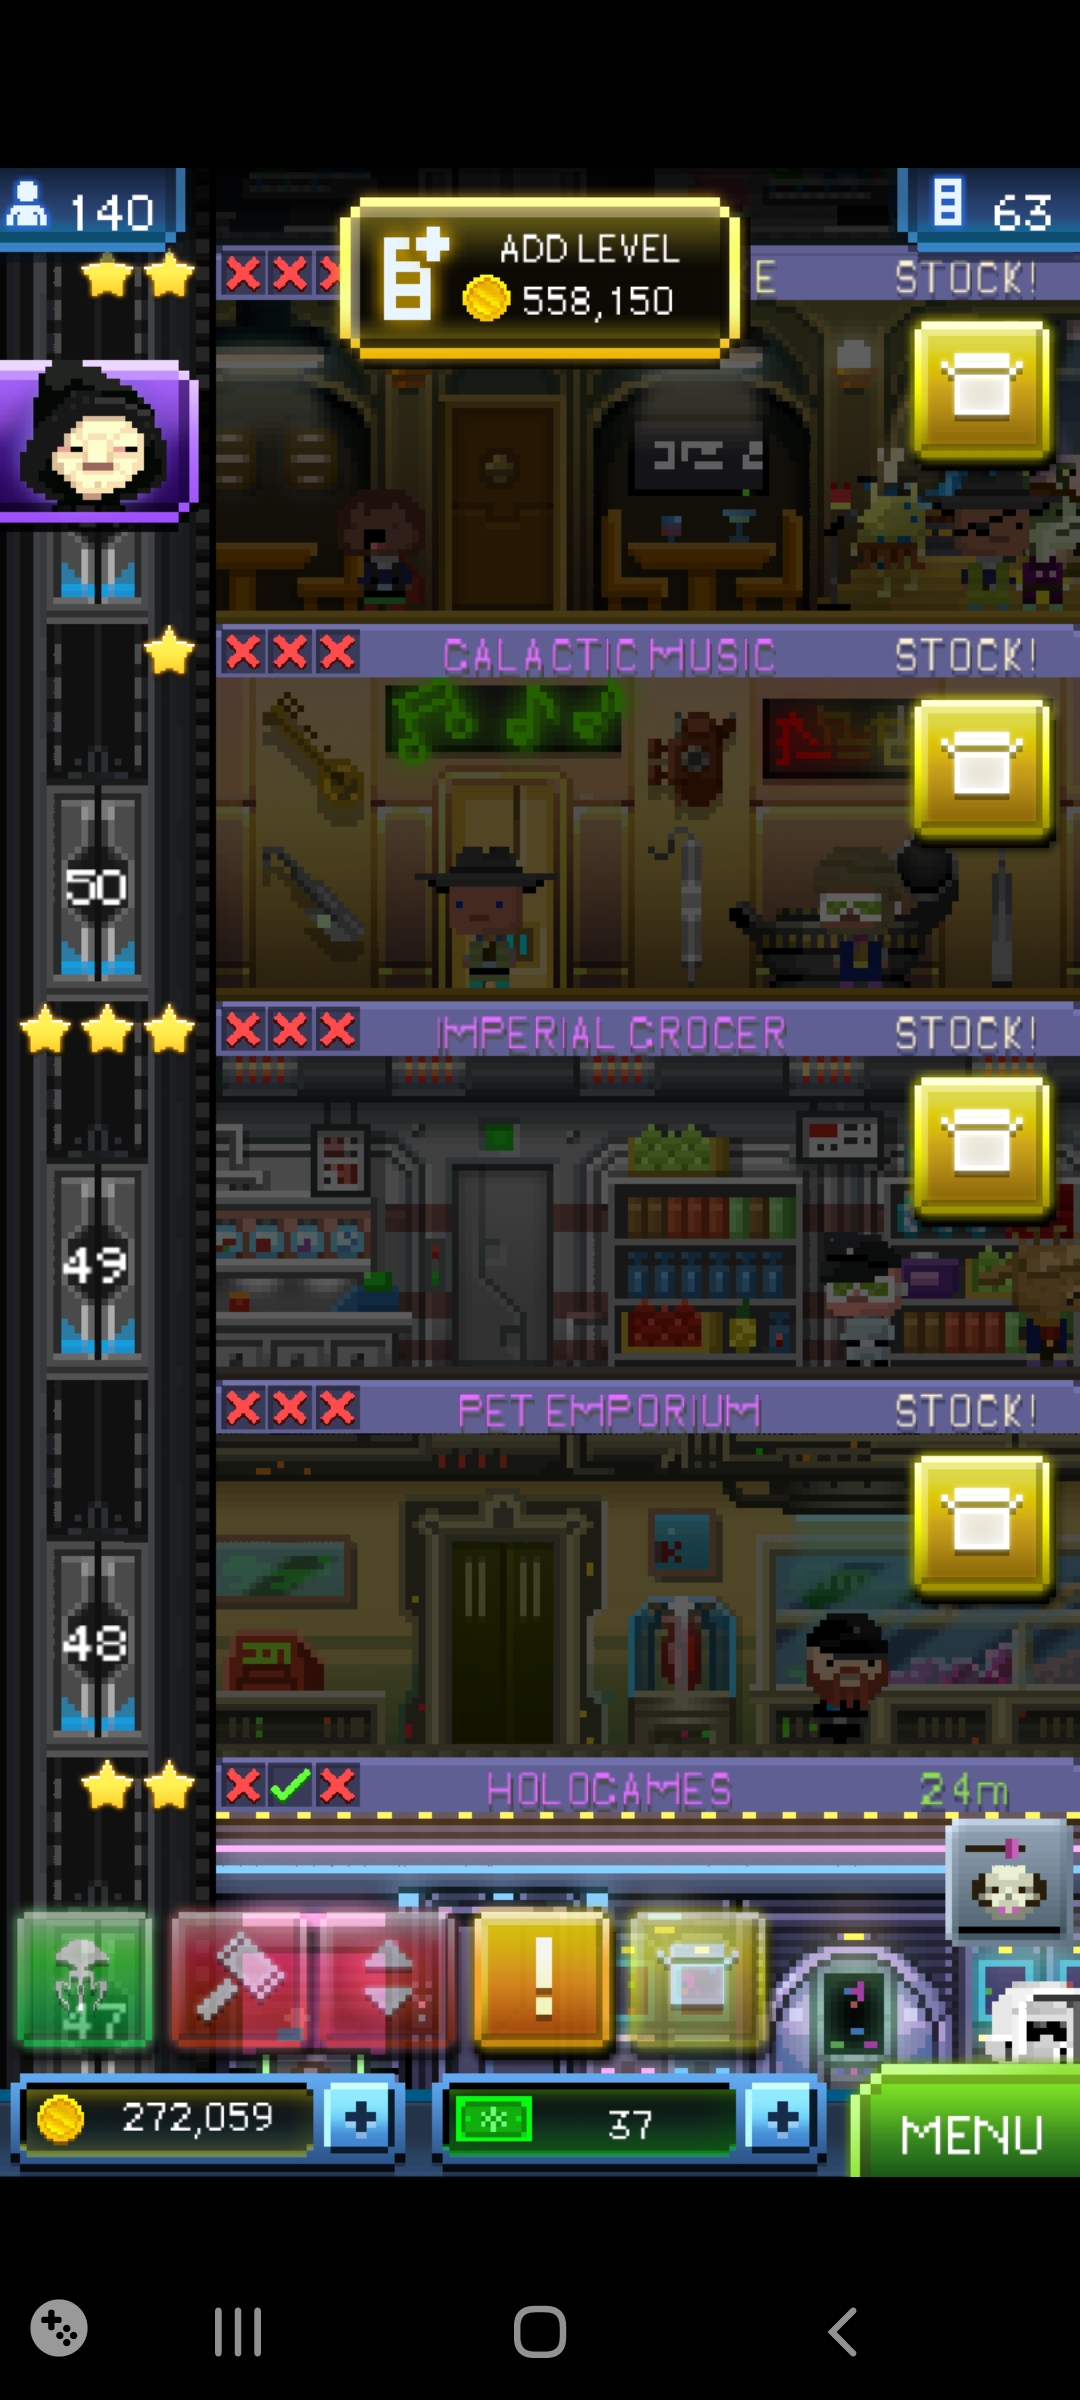 140
63
ADD LEVEL
558,150
E STOCK!
GALACTIC MUSIC STOCK!
50
IMPERIAL GROCER STOCK!
49
PET EMPORIUM STOCK!
48
HOLOGAMES 24m
47
!
272,059 + 37 +
MENU